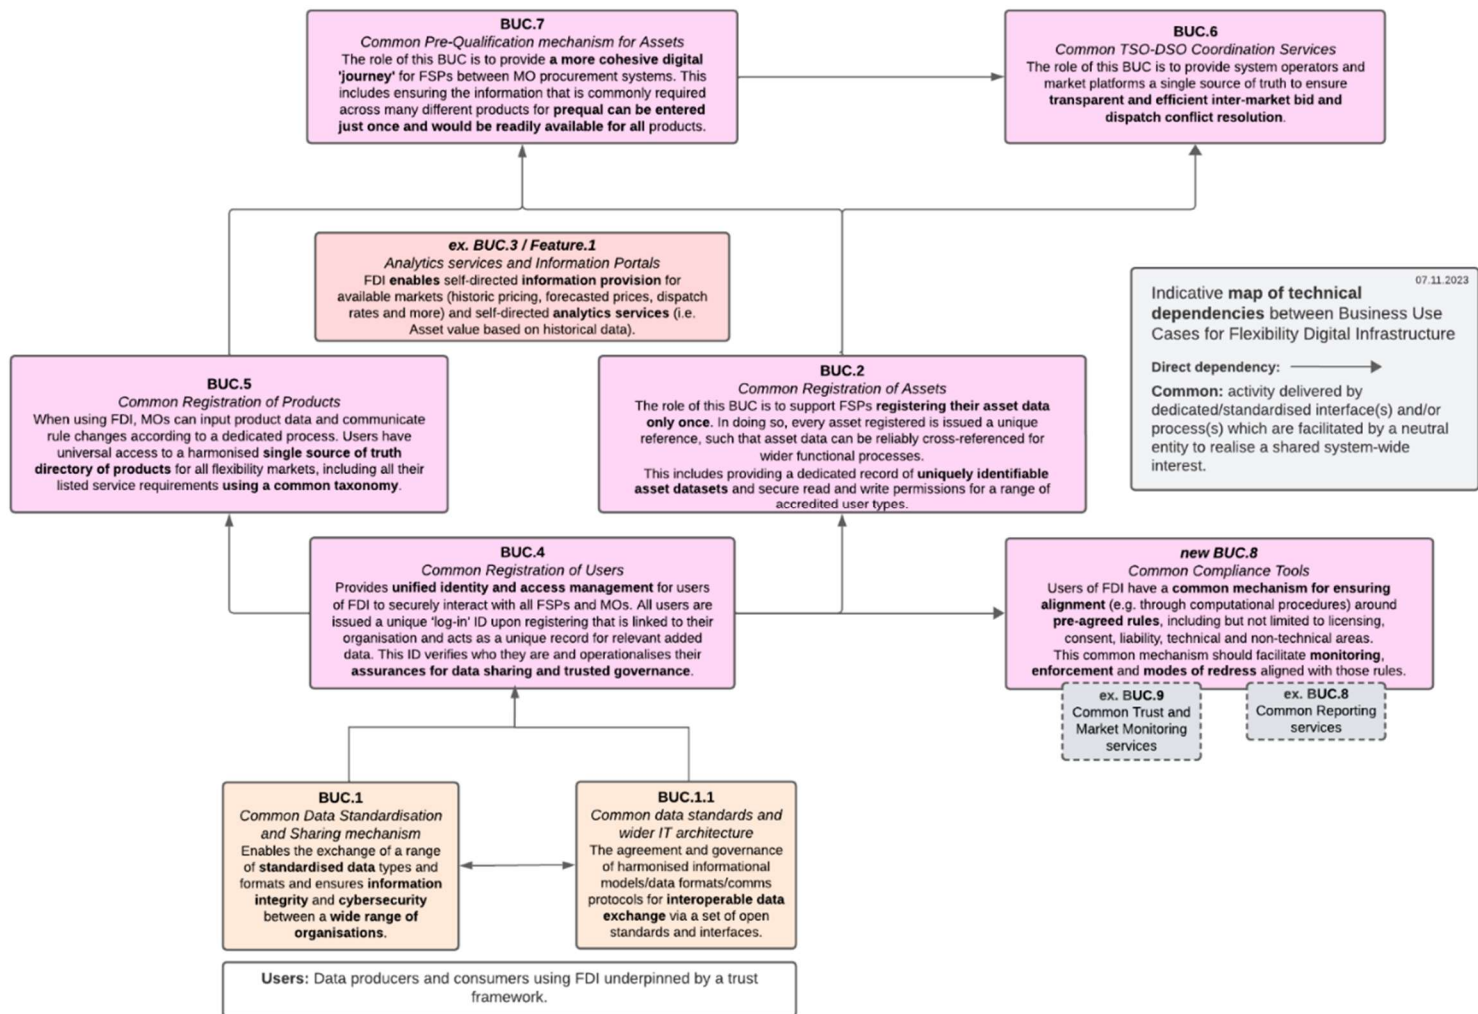 BUC.7
Common Pre-Qualification mechanism for Assets
The role of this BUC is to provide a more cohesive digital
'journey' for FSPs between MO procurement systems. This
includes ensuring the information that is commonly required
across many different products for prequal can be entered
just once and would be readily available for all products.
BUC.6
Common TSO-DSO Coordination Services
The role of this BUC is to provide system operators and
market platforms a single source of truth to ensure
transparent and efficient inter-market bid and
dispatch conflict resolution.
ex. BUC.3 / Feature.1
Analytics services and Information Portals
FDI enables self-directed information provision for
available markets (historic pricing, forecasted prices, dispatch
rates and more) and self-directed analytics services (i.e.
Asset value based on historical data).
07.11.2023
Indicative map of technical
dependencies between Business Use
Cases for Flexibility Digital Infrastructure
Direct dependency:
Common: activity delivered by
dedicated/standardised interface(s) and/or
process(s) which are facilitated by a neutral
entity to realise a shared system-wide
interest.
BUC.5
Common Registration of Products
When using FDI, MOs can input product data and communicate
rule changes according to a dedicated process. Users have
universal access to a harmonised single source of truth
directory of products for all flexibility markets, including all their
listed service requirements using a common taxonomy.
BUC.2
Common Registration of Assets
The role of this BUC is to support FSPs registering their asset data
only once. In doing so, every asset registered is issued a unique
reference, such that asset data can be reliably cross-referenced for
wider functional processes.
This includes providing a dedicated record of uniquely identifiable
asset datasets and secure read and write permissions for a range of
accredited user types.
BUC.4
Common Registration of Users
Provides unified identity and access management for users
of FDI to securely interact with all FSPs and MOs. All users are
issued a unique 'log-in' ID upon registering that is linked to their
organisation and acts as a unique record for relevant added
data. This ID verifies who they are and operationalises their
assurances for data sharing and trusted governance.
new BUC.8
Common Compliance Tools
Users of FDI have a common mechanism for ensuring
alignment (e.g. through computational procedures) around
pre-agreed rules, including but not limited to licensing,
consent, liability, technical and non-technical areas.
This common mechanism should facilitate monitoring,
enforcement and modes of redress aligned with those rules.
ex. BUC.9
Common Trust and
Market Monitoring
services
ex. BUC.8
Common Reporting
services
BUC.1
Common Data Standardisation
and Sharing mechanism
Enables the exchange of a range
of standardised data types and
formats and ensures information
integrity and cybersecurity
between a wide range of
organisations.
BUC.1.1
Common data standards and
wider IT architecture
The agreement and governance
of harmonised informational
models/data formats/comms
protocols for interoperable data
exchange via a set of open
standards and interfaces.
Users: Data producers and consumers using FDI underpinned by a trust
framework.